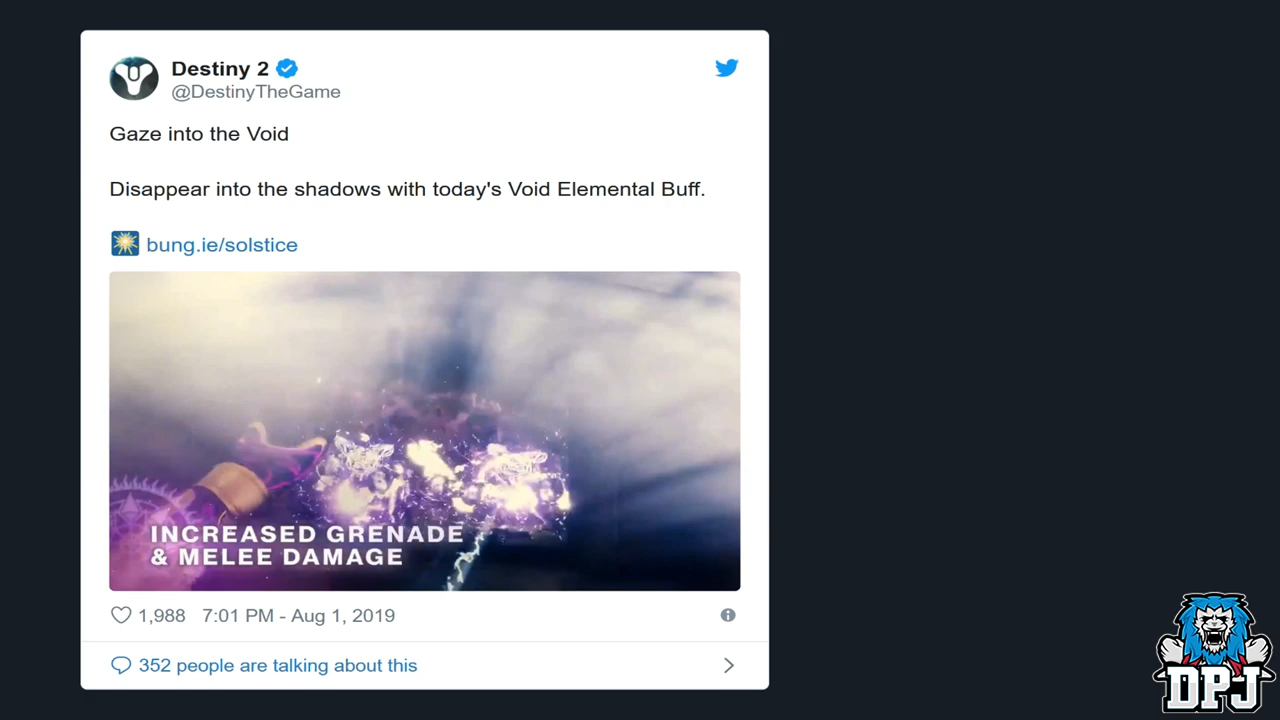 Destiny 2
@DestinyTheGame
Gaze into the Void
Disappear into the shadows with today's Void Elemental Buff.
bung.ie/solstice
INCREASED GRENADE
& MELEE DAMAGE
1,988 7:01 PM - Aug 1, 2019
352 people are talking about this
DPJ